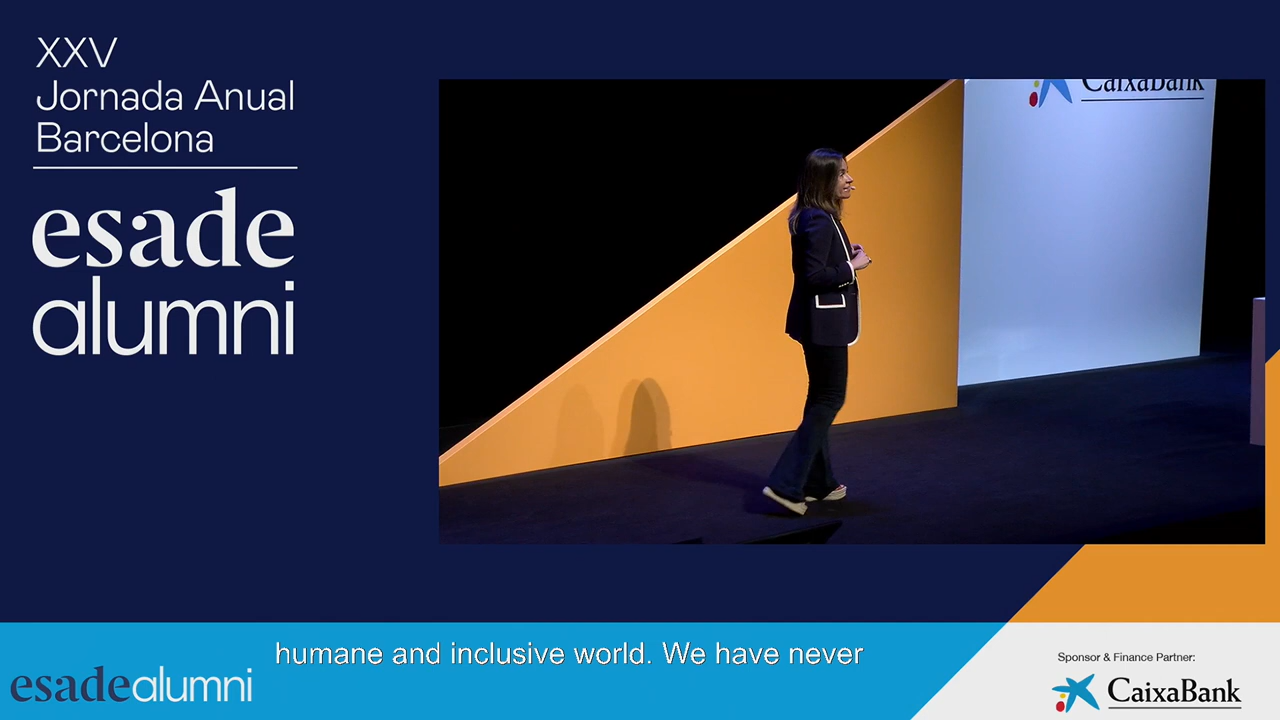 XXV
Jornada Anual
Barcelona
esade
alumni
CaixaBank
humane and inclusive world. We have never
esadealumni
Sponsor & Finance Partner:
CaixaBank